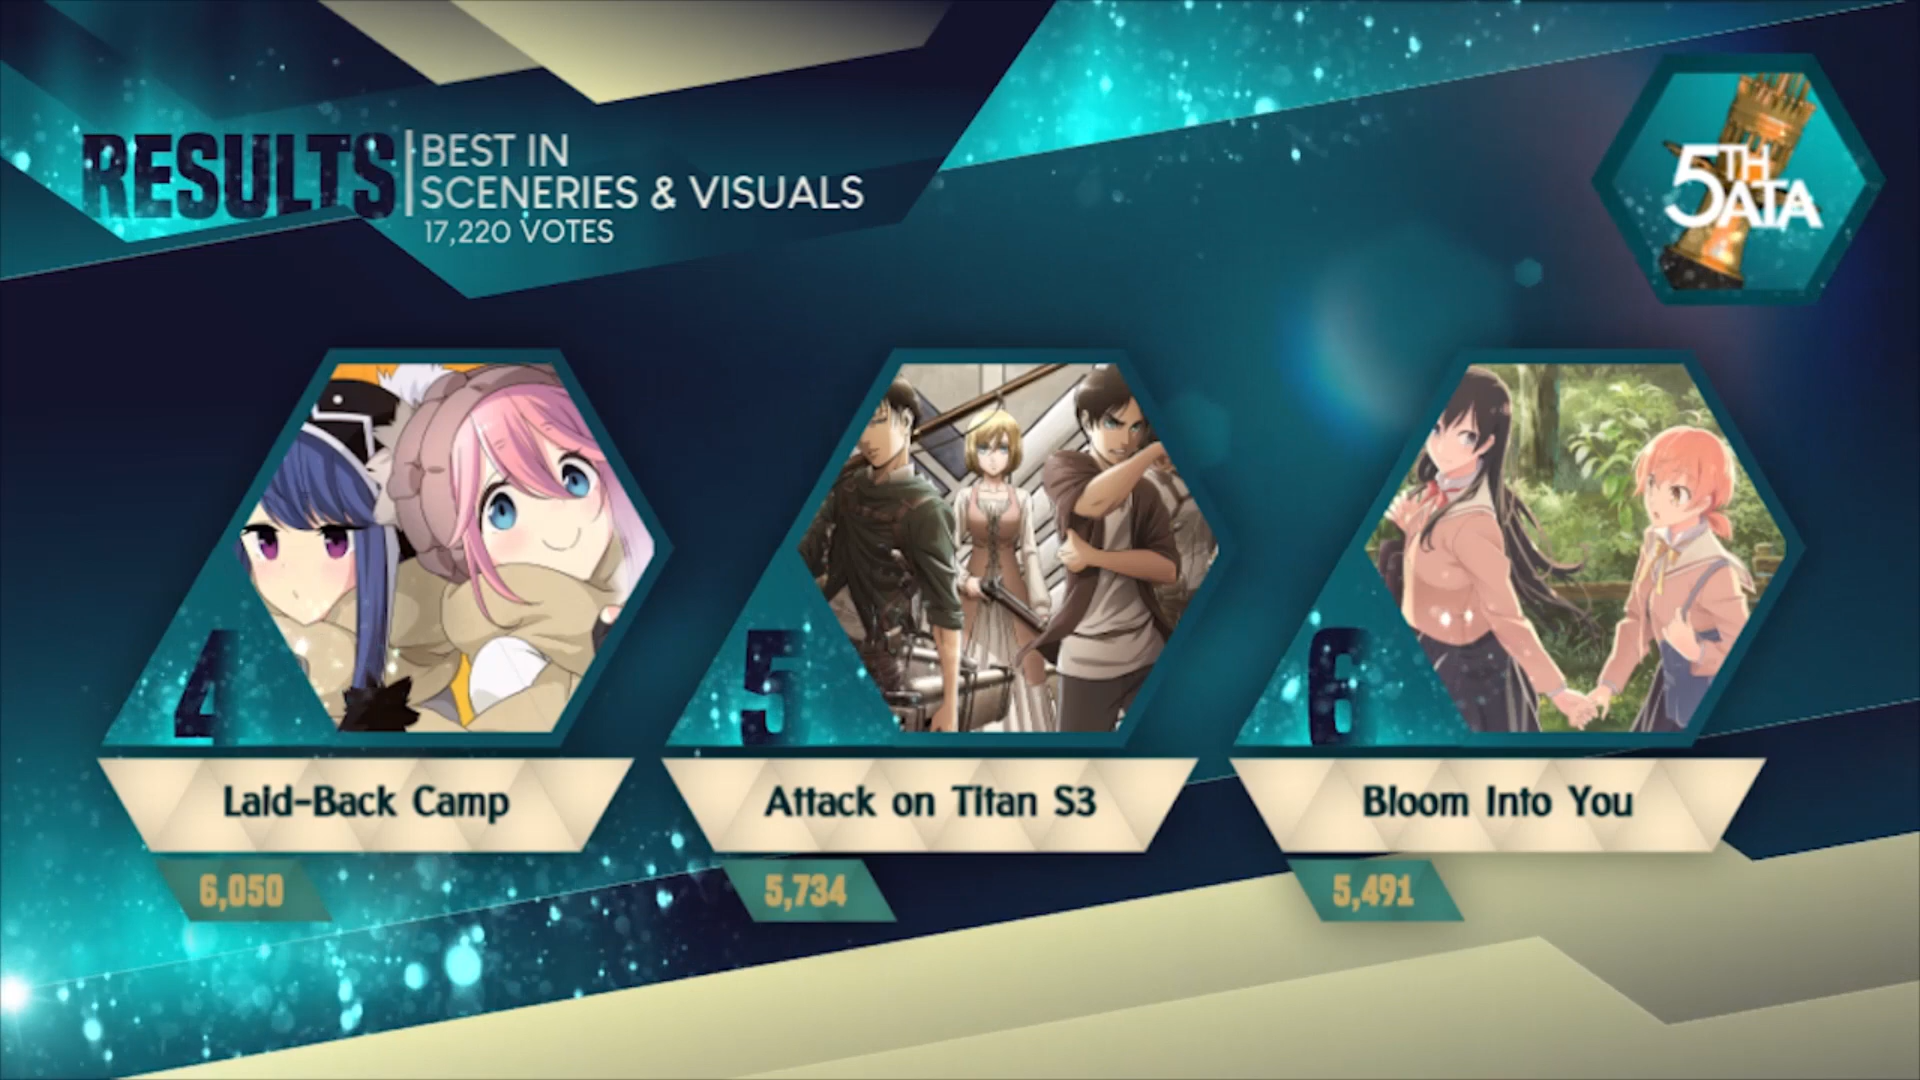 RESULTS
BEST IN
SCENERIES & VISUALS
17,220 VOTES
5TH
ATA
4
5
6
Laid-Back Camp
Attack on Titan S3
Bloom Into You
6,050
5,734
5,491